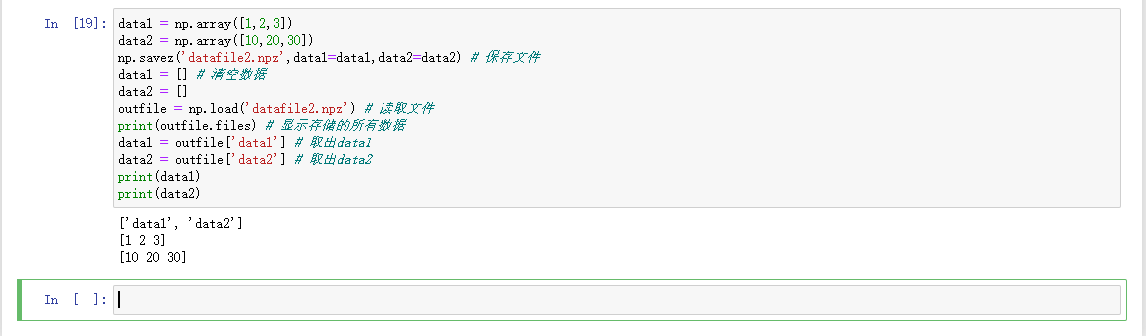 In [19]: data1 = np.array([1,2,3])
data2 = np.array([10,20,30])
np.savez('datafile2.npz',data1=data1,data2=data2) # 保存文件
data1 = [] # 清空数据
data2 = []
outfile = np.load('datafile2.npz') # 读取文件
print(outfile.files) # 显示存储的所有数据
data1 = outfile['data1'] # 取出data1
data2 = outfile['data2'] # 取出data2
print(data1)
print(data2)
['data1', 'data2']
[1 2 3]
[10 20 30]
In [ ]: